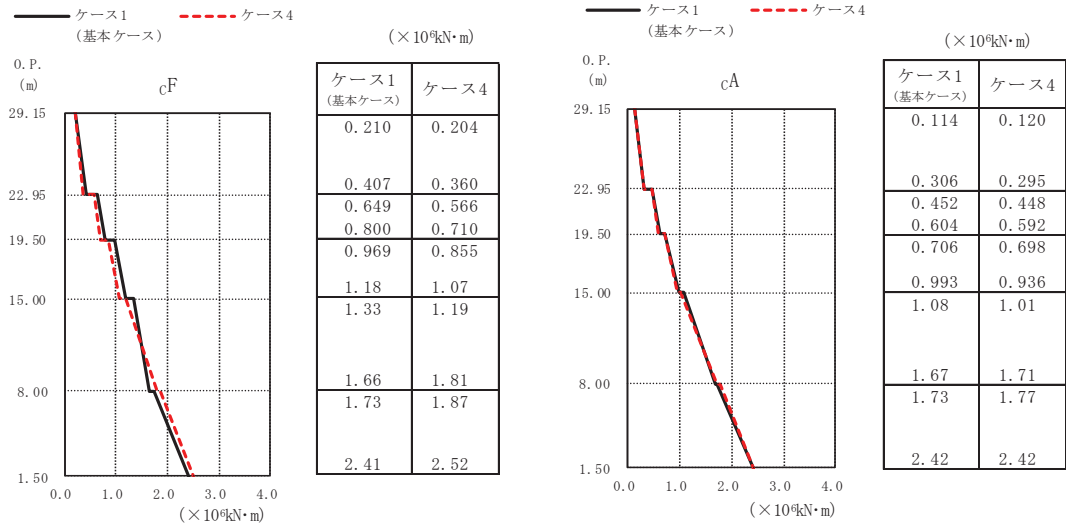 ケース1 ケース4
(基本ケース)
(×10⁶kN・m)
O.P.
(m)
cF
29.15
22.95
19.50
15.00
8.00
1.50
0.0 1.0 2.0 3.0 4.0
(×10⁶kN・m)
ケース1 ケース4
(基本ケース)
0.210 0.204
0.407 0.360
0.649 0.566
0.800 0.710
0.969 0.855
1.18 1.07
1.33 1.19
1.66 1.81
1.73 1.87
2.41 2.52
ケース1 ケース4
(基本ケース)
(×10⁶kN・m)
O.P.
(m)
cA
29.15
22.95
19.50
15.00
8.00
1.50
0.0 1.0 2.0 3.0 4.0
(×10⁶kN・m)
ケース1 ケース4
(基本ケース)
0.114 0.120
0.306 0.295
0.452 0.448
0.604 0.592
0.706 0.698
0.993 0.936
1.08 1.01
1.67 1.71
1.73 1.77
2.42 2.42